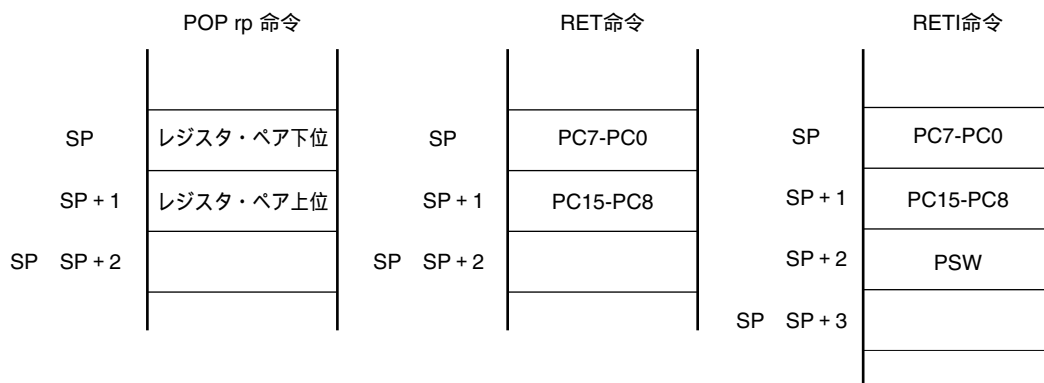 POP rp 命令
SP レジスタ・ペア下位
SP + 1 レジスタ・ペア上位
SP SP + 2
RET命令
SP PC7-PC0
SP + 1 PC15-PC8
SP SP + 2
RETI命令
SP PC7-PC0
SP + 1 PC15-PC8
SP + 2 PSW
SP SP + 3